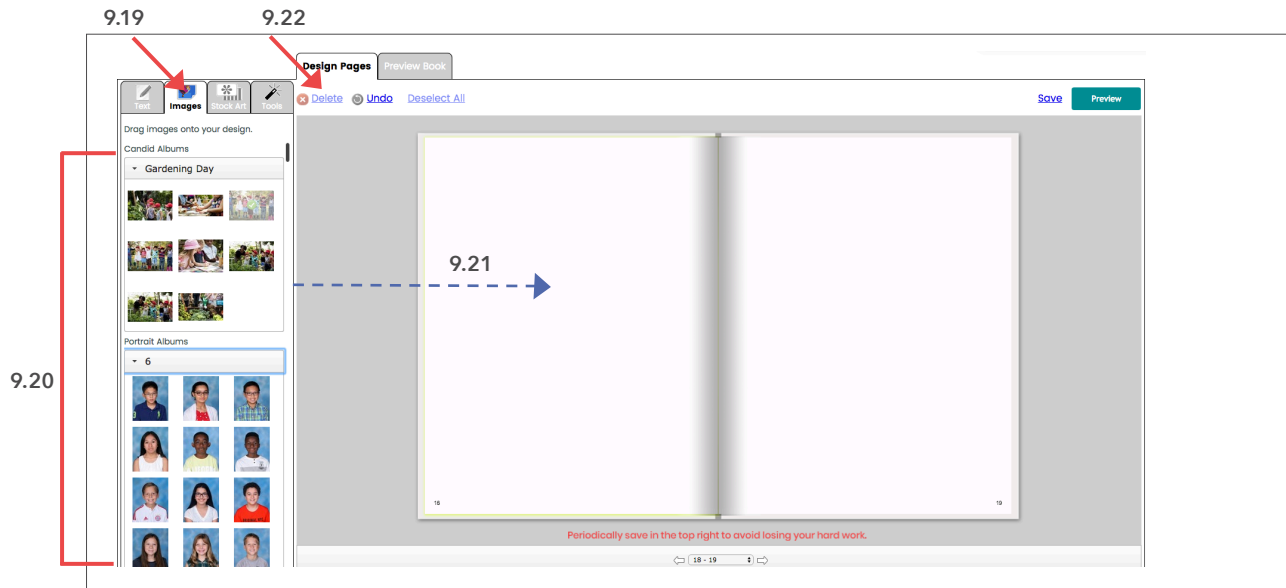 9.19
9.22
Design Pages
Preview Book
Text
Images
Stock Art
Tools
Delete
Undo
Deselect All
Save
Preview
Drag images onto your design.
Candid Albums
Gardening Day
9.21
Portrait Albums
6
9.20
16
19
Periodically save in the top right to avoid losing your hard work.
18 - 19